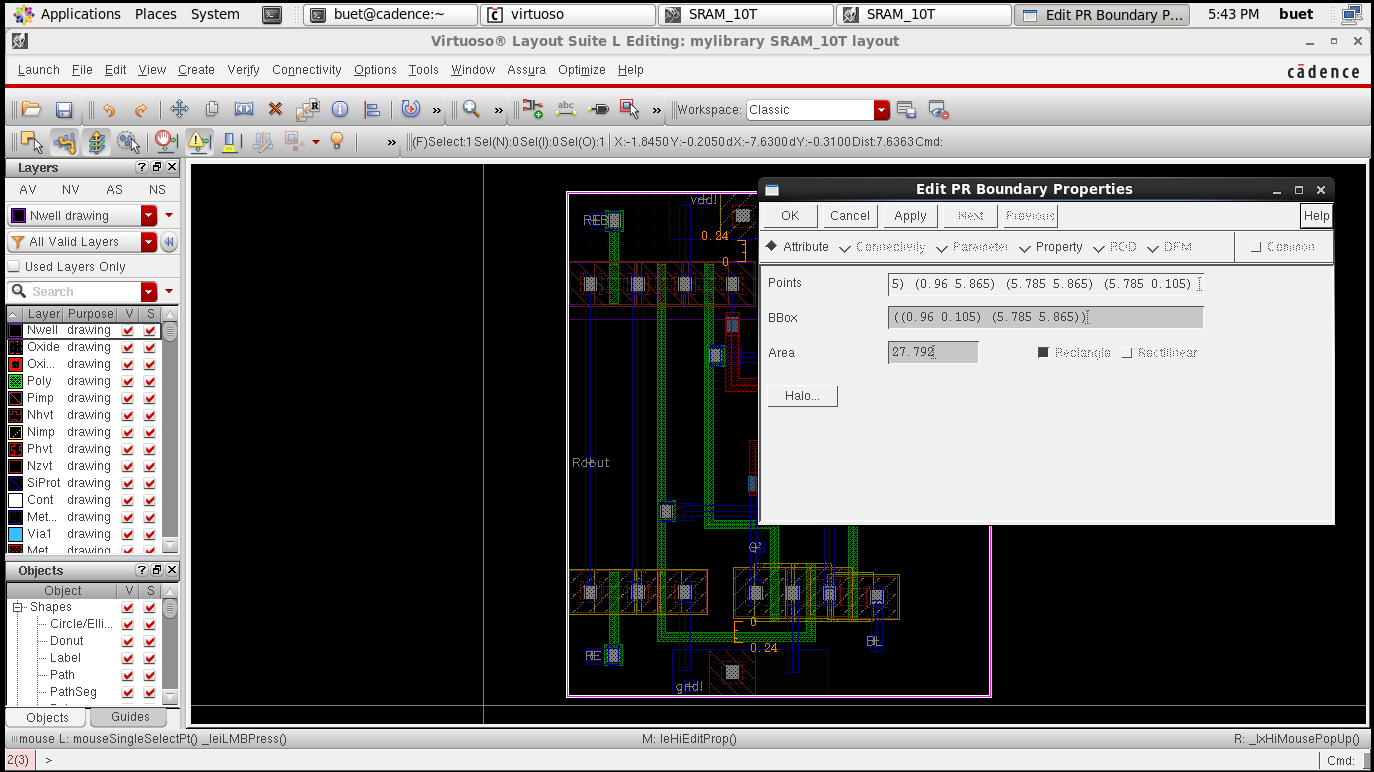 Applications Places System buet@cadence:~ virtuoso SRAM_10T SRAM_10T Edit PR Boundary P... 5:43 PM buet
Virtuoso® Layout Suite L Editing: mylibrary SRAM_10T layout
Launch File Edit View Create Verify Connectivity Options Tools Window Assura Optimize Help cādence
» » abc » Workspace: Classic
» (F)Select:1 Sel(N):0 Sel(I):0 Sel(O):1 X:-1.8450 Y:-0.2050 dX:-7.6300 dY:-0.3100 Dist:7.6363 Cmd:
Layers
AV NV AS NS
Nwell drawing
All Valid Layers
Used Layers Only
Search
Layer Purpose V S
Nwell drawing
Oxide drawing
Oxi... drawing
Poly drawing
Pimp drawing
Nhvt drawing
Nimp drawing
Phvt drawing
Nzvt drawing
SiProt drawing
Cont drawing
Met... drawing
Via1 drawing
Met drawing
Objects
Object V S
Shapes
Circle/Elli...
Donut
Label
Path
PathSeg
Objects Guides
vdd!
0.24
0
Rdbut
0
0.24
RE
BL
gnd!
Edit PR Boundary Properties
OK Cancel Apply Next Previous Help
Attribute Connectivity Parameter Property ROD DFM Common
Points 5) (0.96 5.865) (5.785 5.865) (5.785 0.105)
BBox ((0.96 0.105) (5.785 5.865))
Area 27.792 Rectangle Rectilinear
Halo...
mouse L: mouseSingleSelectPt() _leiLMBPress() M: leHiEditProp() R: _lxHiMousePopUp()
2(3) > Cmd: